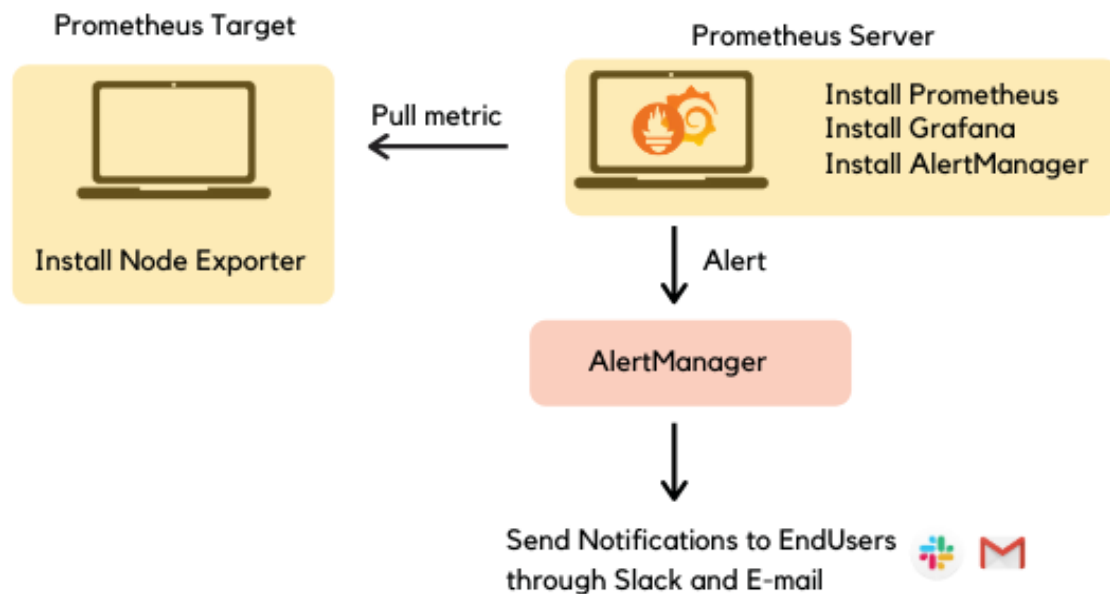 Prometheus Target
Prometheus Server
Install Prometheus
Pull metric
Install Grafana
Install AlertManager
Install Node Exporter
Alert
AlertManager
Send Notifications to EndUsers
through Slack and E-mail